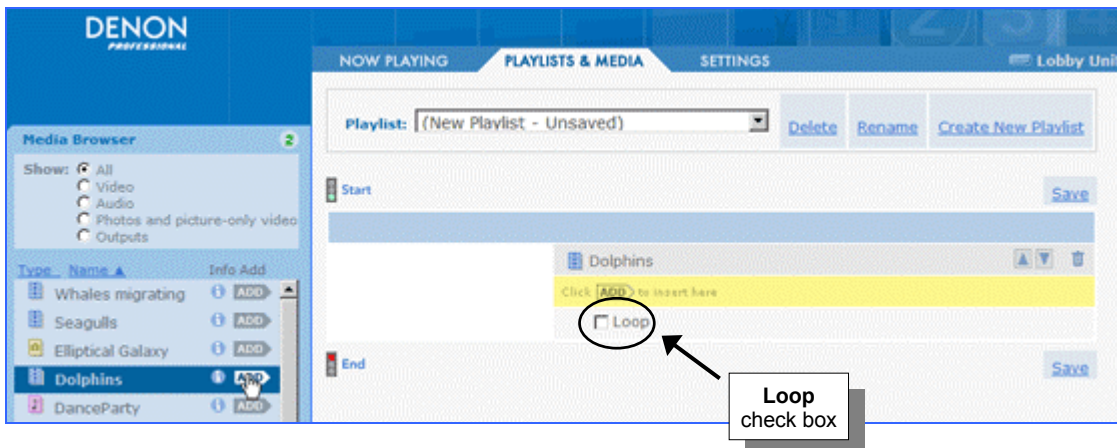 DENON
PROFESSIONAL
NOW PLAYING PLAYLISTS & MEDIA SETTINGS Lobby Unit
Playlist: (New Playlist - Unsaved) Delete Rename Create New Playlist
Media Browser 2
Show: All
Video
Audio
Photos and picture-only video
Outputs
Type Name ▲ Info Add
Whales migrating i ADD
Seagulls i ADD
Elliptical Galaxy i ADD
Dolphins i ADD
DanceParty i ADD
Start Save
Dolphins
Click ADD to insert here
Loop
End Save
Loop
check box